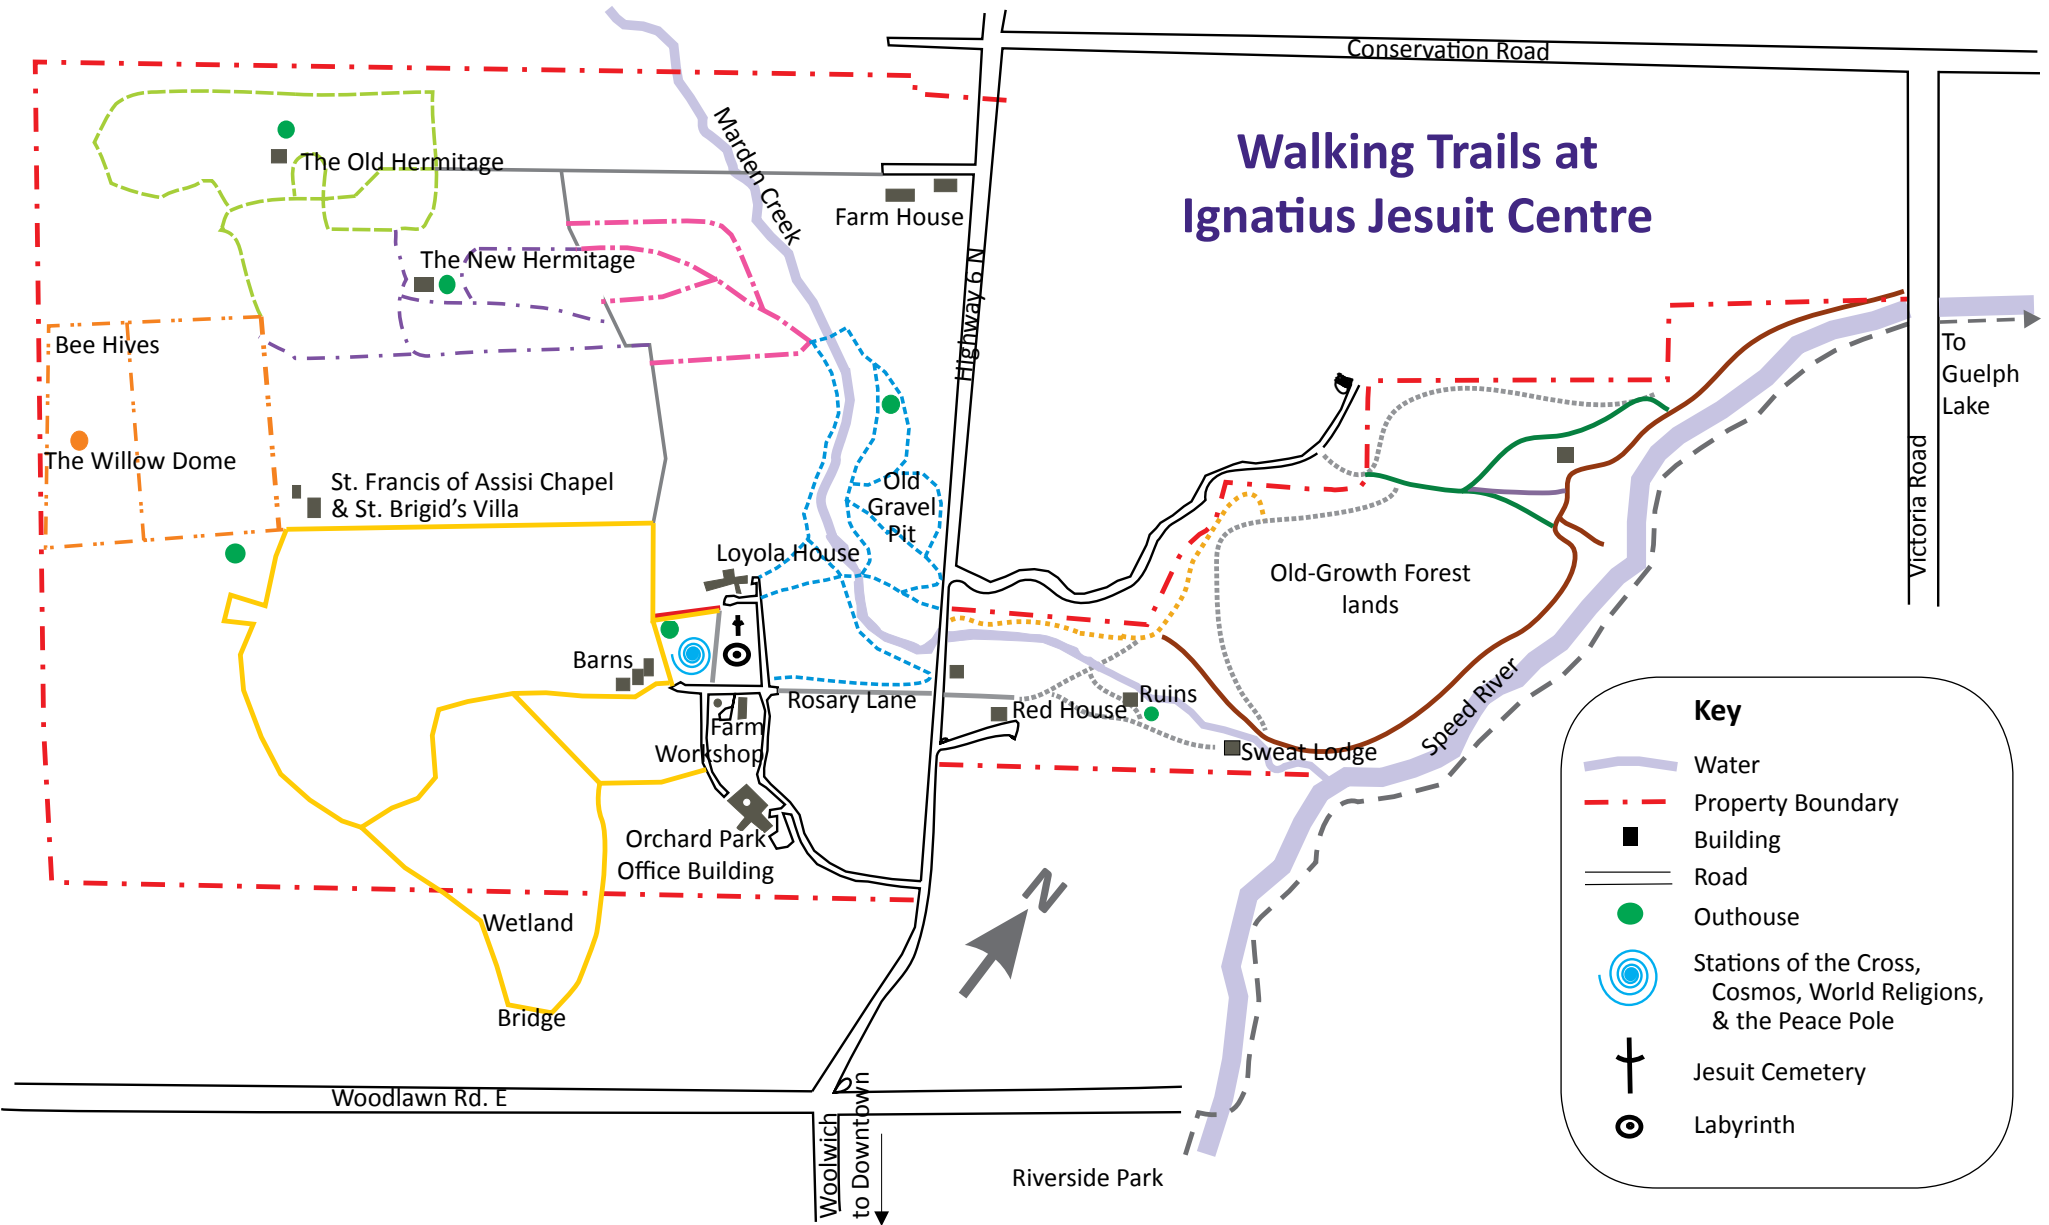 Conservation Road
Walking Trails at
Ignatius Jesuit Centre
Marden Creek
The Old Hermitage
Farm House
The New Hermitage
Highway 6 N
Bee Hives
To
Guelph
Lake
The Willow Dome
St. Francis of Assisi Chapel
& St. Brigid's Villa
Old
Gravel
Pit
Victoria Road
Loyola House
Old-Growth Forest
lands
Barns
Rosary Lane
Red House
Ruins
Speed River
Sweat Lodge
Farm
Workshop
Orchard Park
Office Building
Wetland
Bridge
N
Woodlawn Rd. E
Woolwich
to Downtown
Riverside Park
Key
Water
Property Boundary
Building
Road
Outhouse
Stations of the Cross,
Cosmos, World Religions,
& the Peace Pole
Jesuit Cemetery
Labyrinth